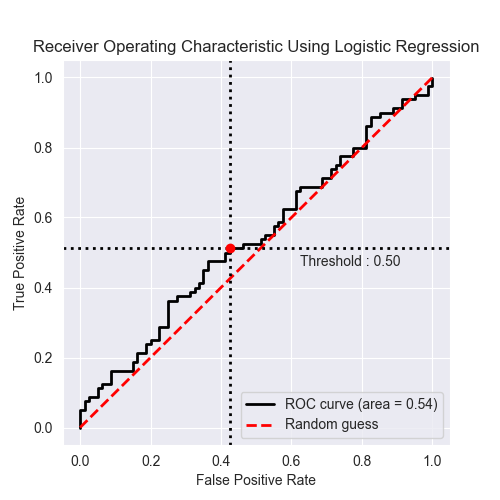 Receiver Operating Characteristic Using Logistic Regression
1.0
0.8
0.6
0.4
0.2
0.0
True Positive Rate
Threshold : 0.50
ROC curve (area = 0.54)
Random guess
0.0 0.2 0.4 0.6 0.8 1.0
False Positive Rate